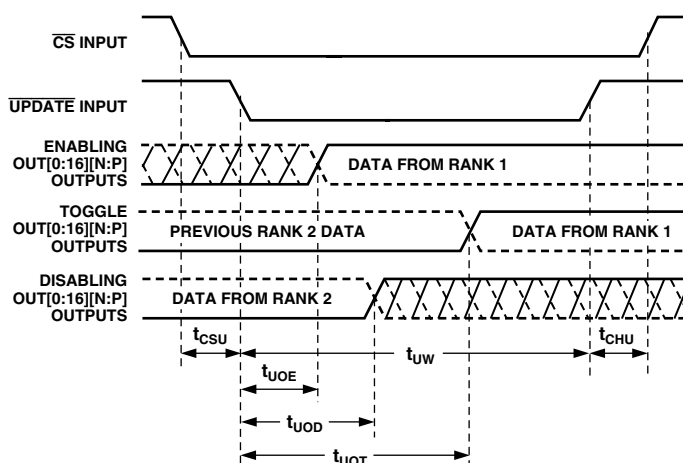 CS INPUT
UPDATE INPUT
ENABLING
OUT[0:16][N:P]
OUTPUTS
DATA FROM RANK 1
TOGGLE
OUT[0:16][N:P]
OUTPUTS
PREVIOUS RANK 2 DATA
DATA FROM RANK 1
DISABLING
OUT[0:16][N:P]
OUTPUTS
DATA FROM RANK 2
tCSU
tUW
tCHU
tUOE
tUOD
tUOT